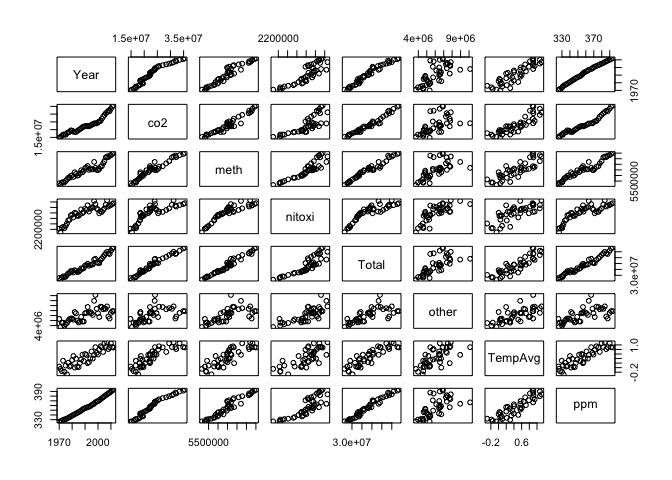 1.5e+07 3.5e+07 2200000 4e+06 9e+06 330 370
Year
1970
1.5e+07
co2
meth
5500000
2200000
nitoxi
Total
3.0e+07
4e+06
other
TempAvg
-0.2 1.0
330 390
ppm
1970 2000 5500000 3.0e+07 -0.2 0.6